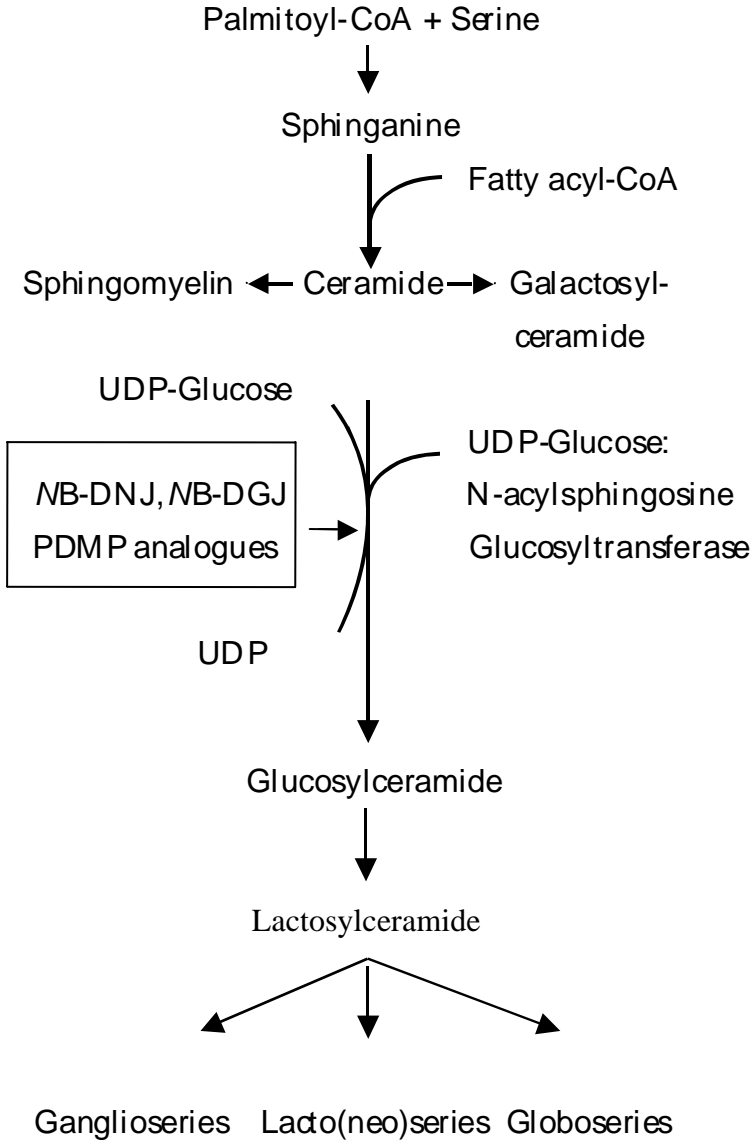 Palmitoyl-CoA + Serine
Sphinganine
Fatty acyl-CoA
Sphingomyelin
Ceramide
Galactosyl-
ceramide
UDP-Glucose
UDP-Glucose:
N-acylsphingosine
Glucosyltransferase
NB-DNJ, NB-DGJ
PDMP analogues
UDP
Glucosylceramide
Lactosylceramide
Ganglioseries
Lacto(neo)series
Globoseries